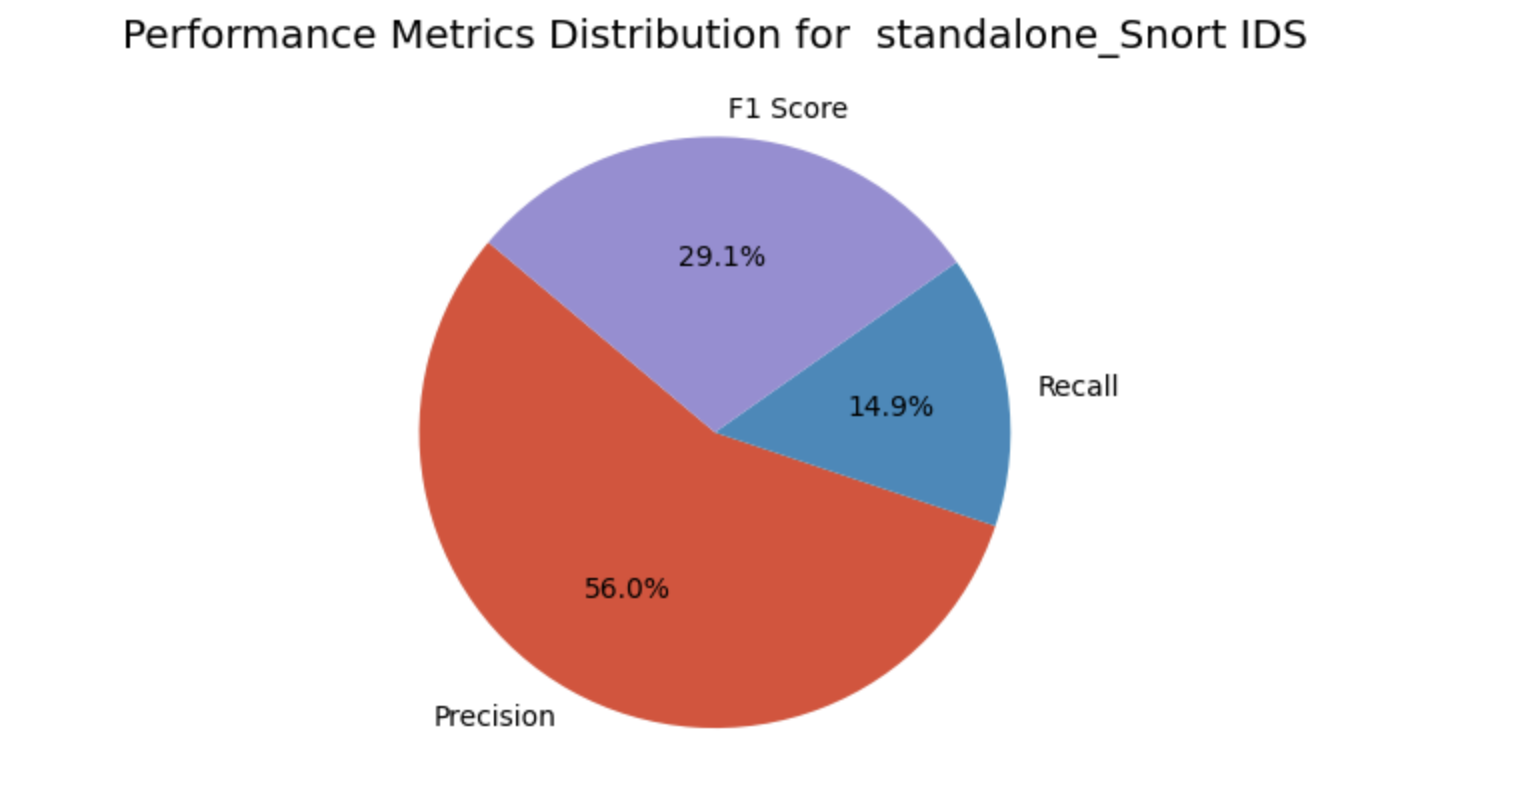 Performance Metrics Distribution for  standalone_Snort IDS
F1 Score
29.1%
Recall
14.9%
56.0%
Precision